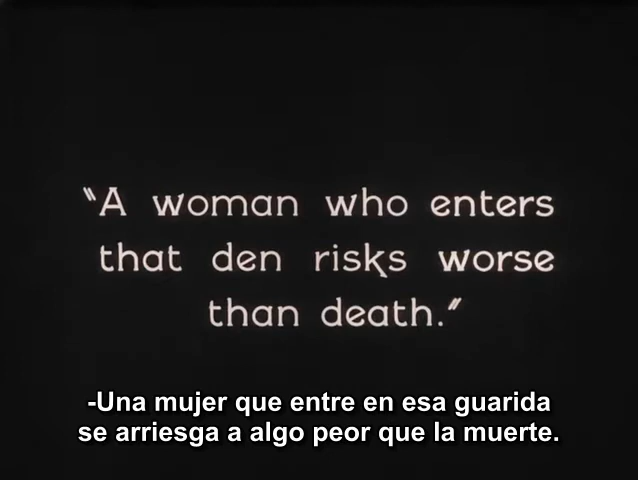 "A woman who enters
that den risks worse
than death."
-Una mujer que entre en esa guarida
se arriesga a algo peor que la muerte.